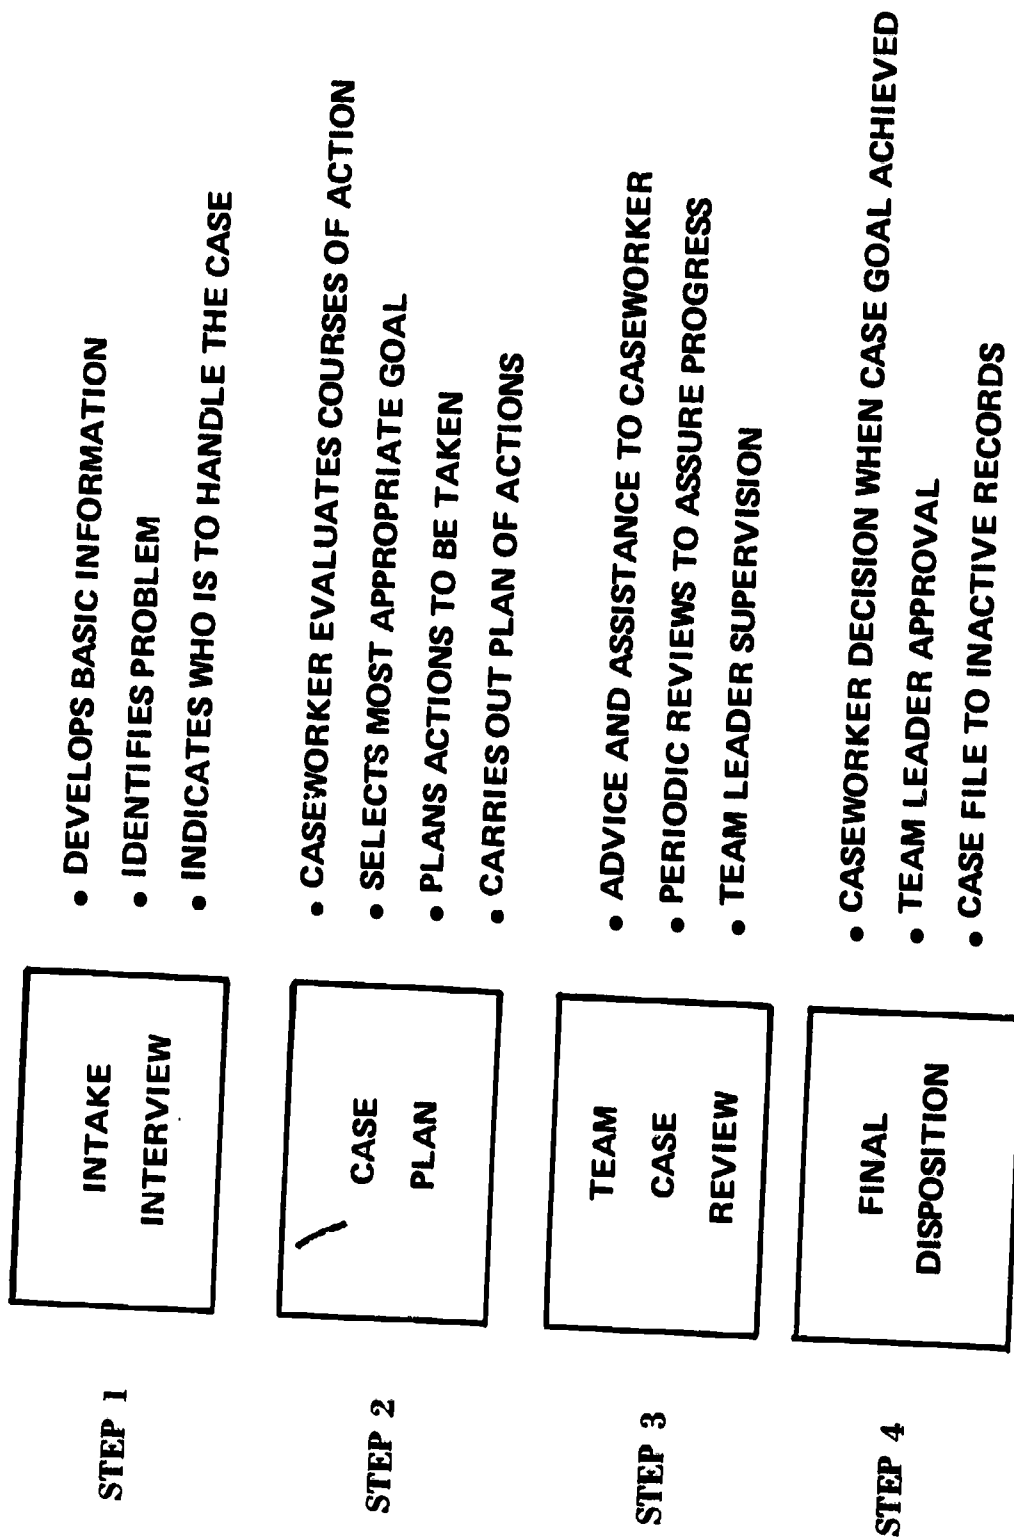 STEP 1
INTAKE
INTERVIEW
• DEVELOPS BASIC INFORMATION
• IDENTIFIES PROBLEM
• INDICATES WHO IS TO HANDLE THE CASE
STEP 2
CASE
PLAN
• CASEWORKER EVALUATES COURSES OF ACTION
• SELECTS MOST APPROPRIATE GOAL
• PLANS ACTIONS TO BE TAKEN
• CARRIES OUT PLAN OF ACTIONS
STEP 3
TEAM
CASE
REVIEW
• ADVICE AND ASSISTANCE TO CASEWORKER
• PERIODIC REVIEWS TO ASSURE PROGRESS
• TEAM LEADER SUPERVISION
STEP 4
FINAL
DISPOSITION
• CASEWORKER DECISION WHEN CASE GOAL ACHIEVED
• TEAM LEADER APPROVAL
• CASE FILE TO INACTIVE RECORDS